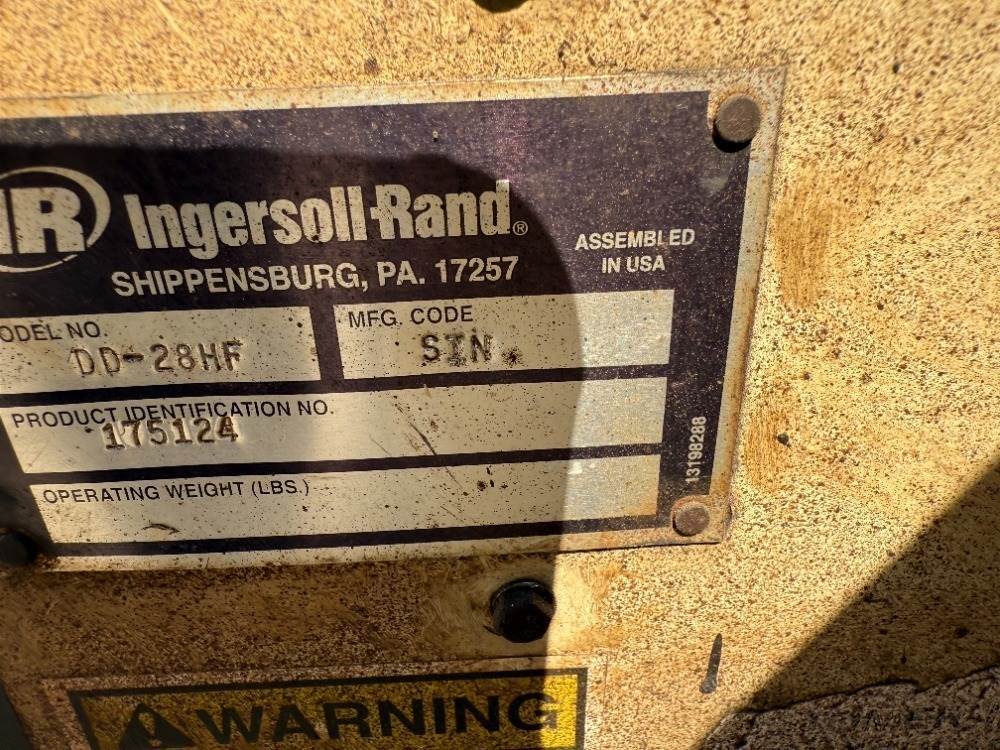 IR Ingersoll-Rand®
SHIPPENSBURG, PA. 17257
ASSEMBLED
IN USA
MODEL NO.
DD-28HF
MFG. CODE
SIN
PRODUCT IDENTIFICATION NO.
175124
OPERATING WEIGHT (LBS.)
13198288
WARNING